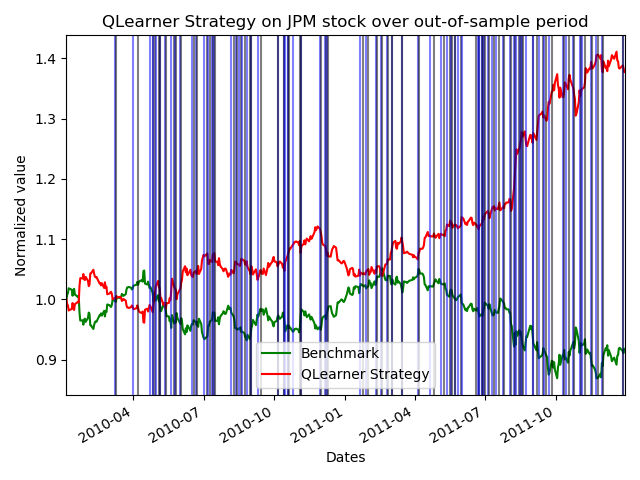 QLearner Strategy on JPM stock over out-of-sample period
Normalized value
1.4
1.3
1.2
1.1
1.0
0.9
Benchmark
QLearner Strategy
2010-04
2010-07
2010-10
2011-01
2011-04
2011-07
2011-10
Dates